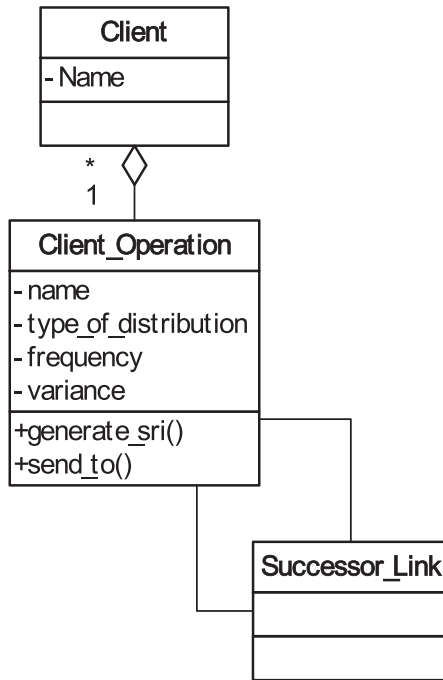 Client
- Name
*
1
Client_Operation
- name
- type_of_distribution
- frequency
- variance
+generate_sri()
+send_to()
Successor_Link